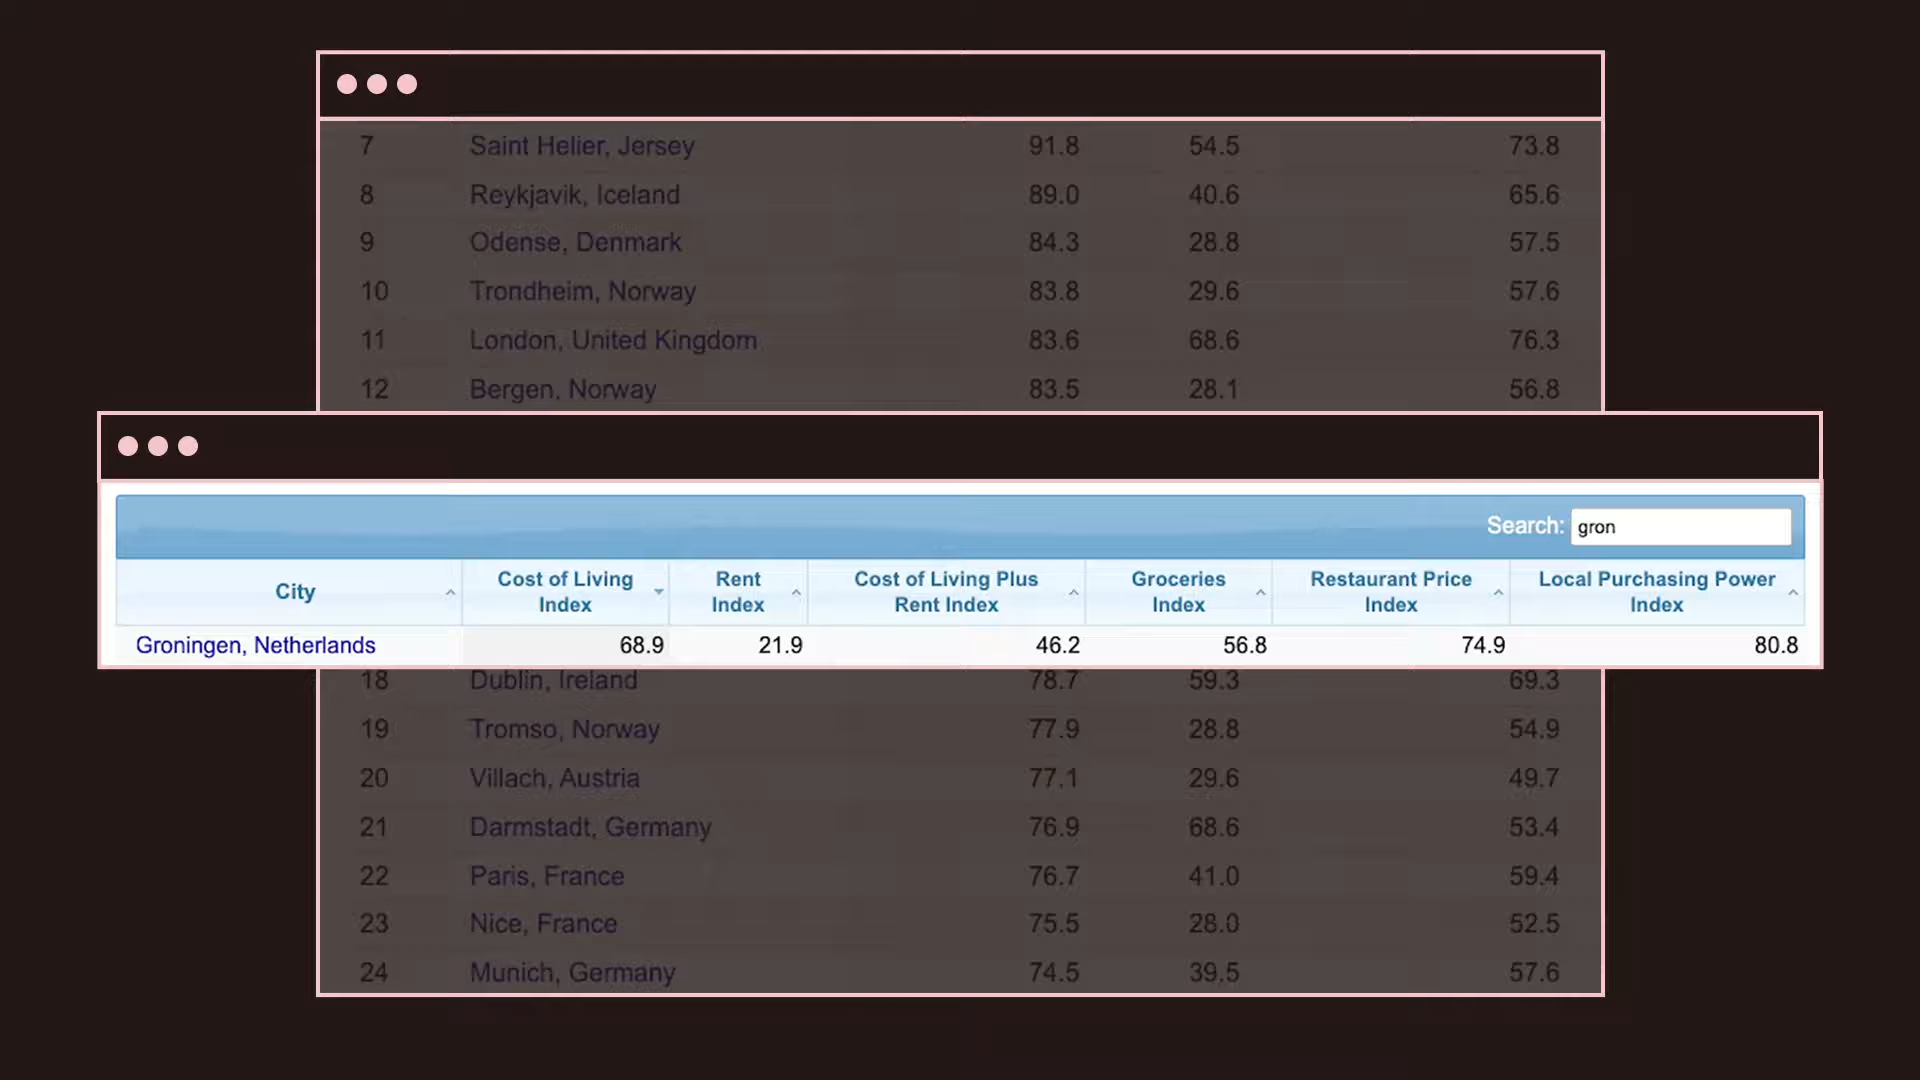 7 Saint Helier, Jersey 91.8 54.5 73.8
8 Reykjavik, Iceland 89.0 40.6 65.6
9 Odense, Denmark 84.3 28.8 57.5
10 Trondheim, Norway 83.8 29.6 57.6
11 London, United Kingdom 83.6 68.6 76.3
12 Bergen, Norway 83.5 28.1 56.8
Search: gron
City Cost of Living Index Rent Index Cost of Living Plus Rent Index Groceries Index Restaurant Price Index Local Purchasing Power Index
Groningen, Netherlands 68.9 21.9 46.2 56.8 74.9 80.8
18 Dublin, Ireland 78.7 59.3 69.3
19 Tromso, Norway 77.9 28.8 54.9
20 Villach, Austria 77.1 29.6 49.7
21 Darmstadt, Germany 76.9 68.6 53.4
22 Paris, France 76.7 41.0 59.4
23 Nice, France 75.5 28.0 52.5
24 Munich, Germany 74.5 39.5 57.6